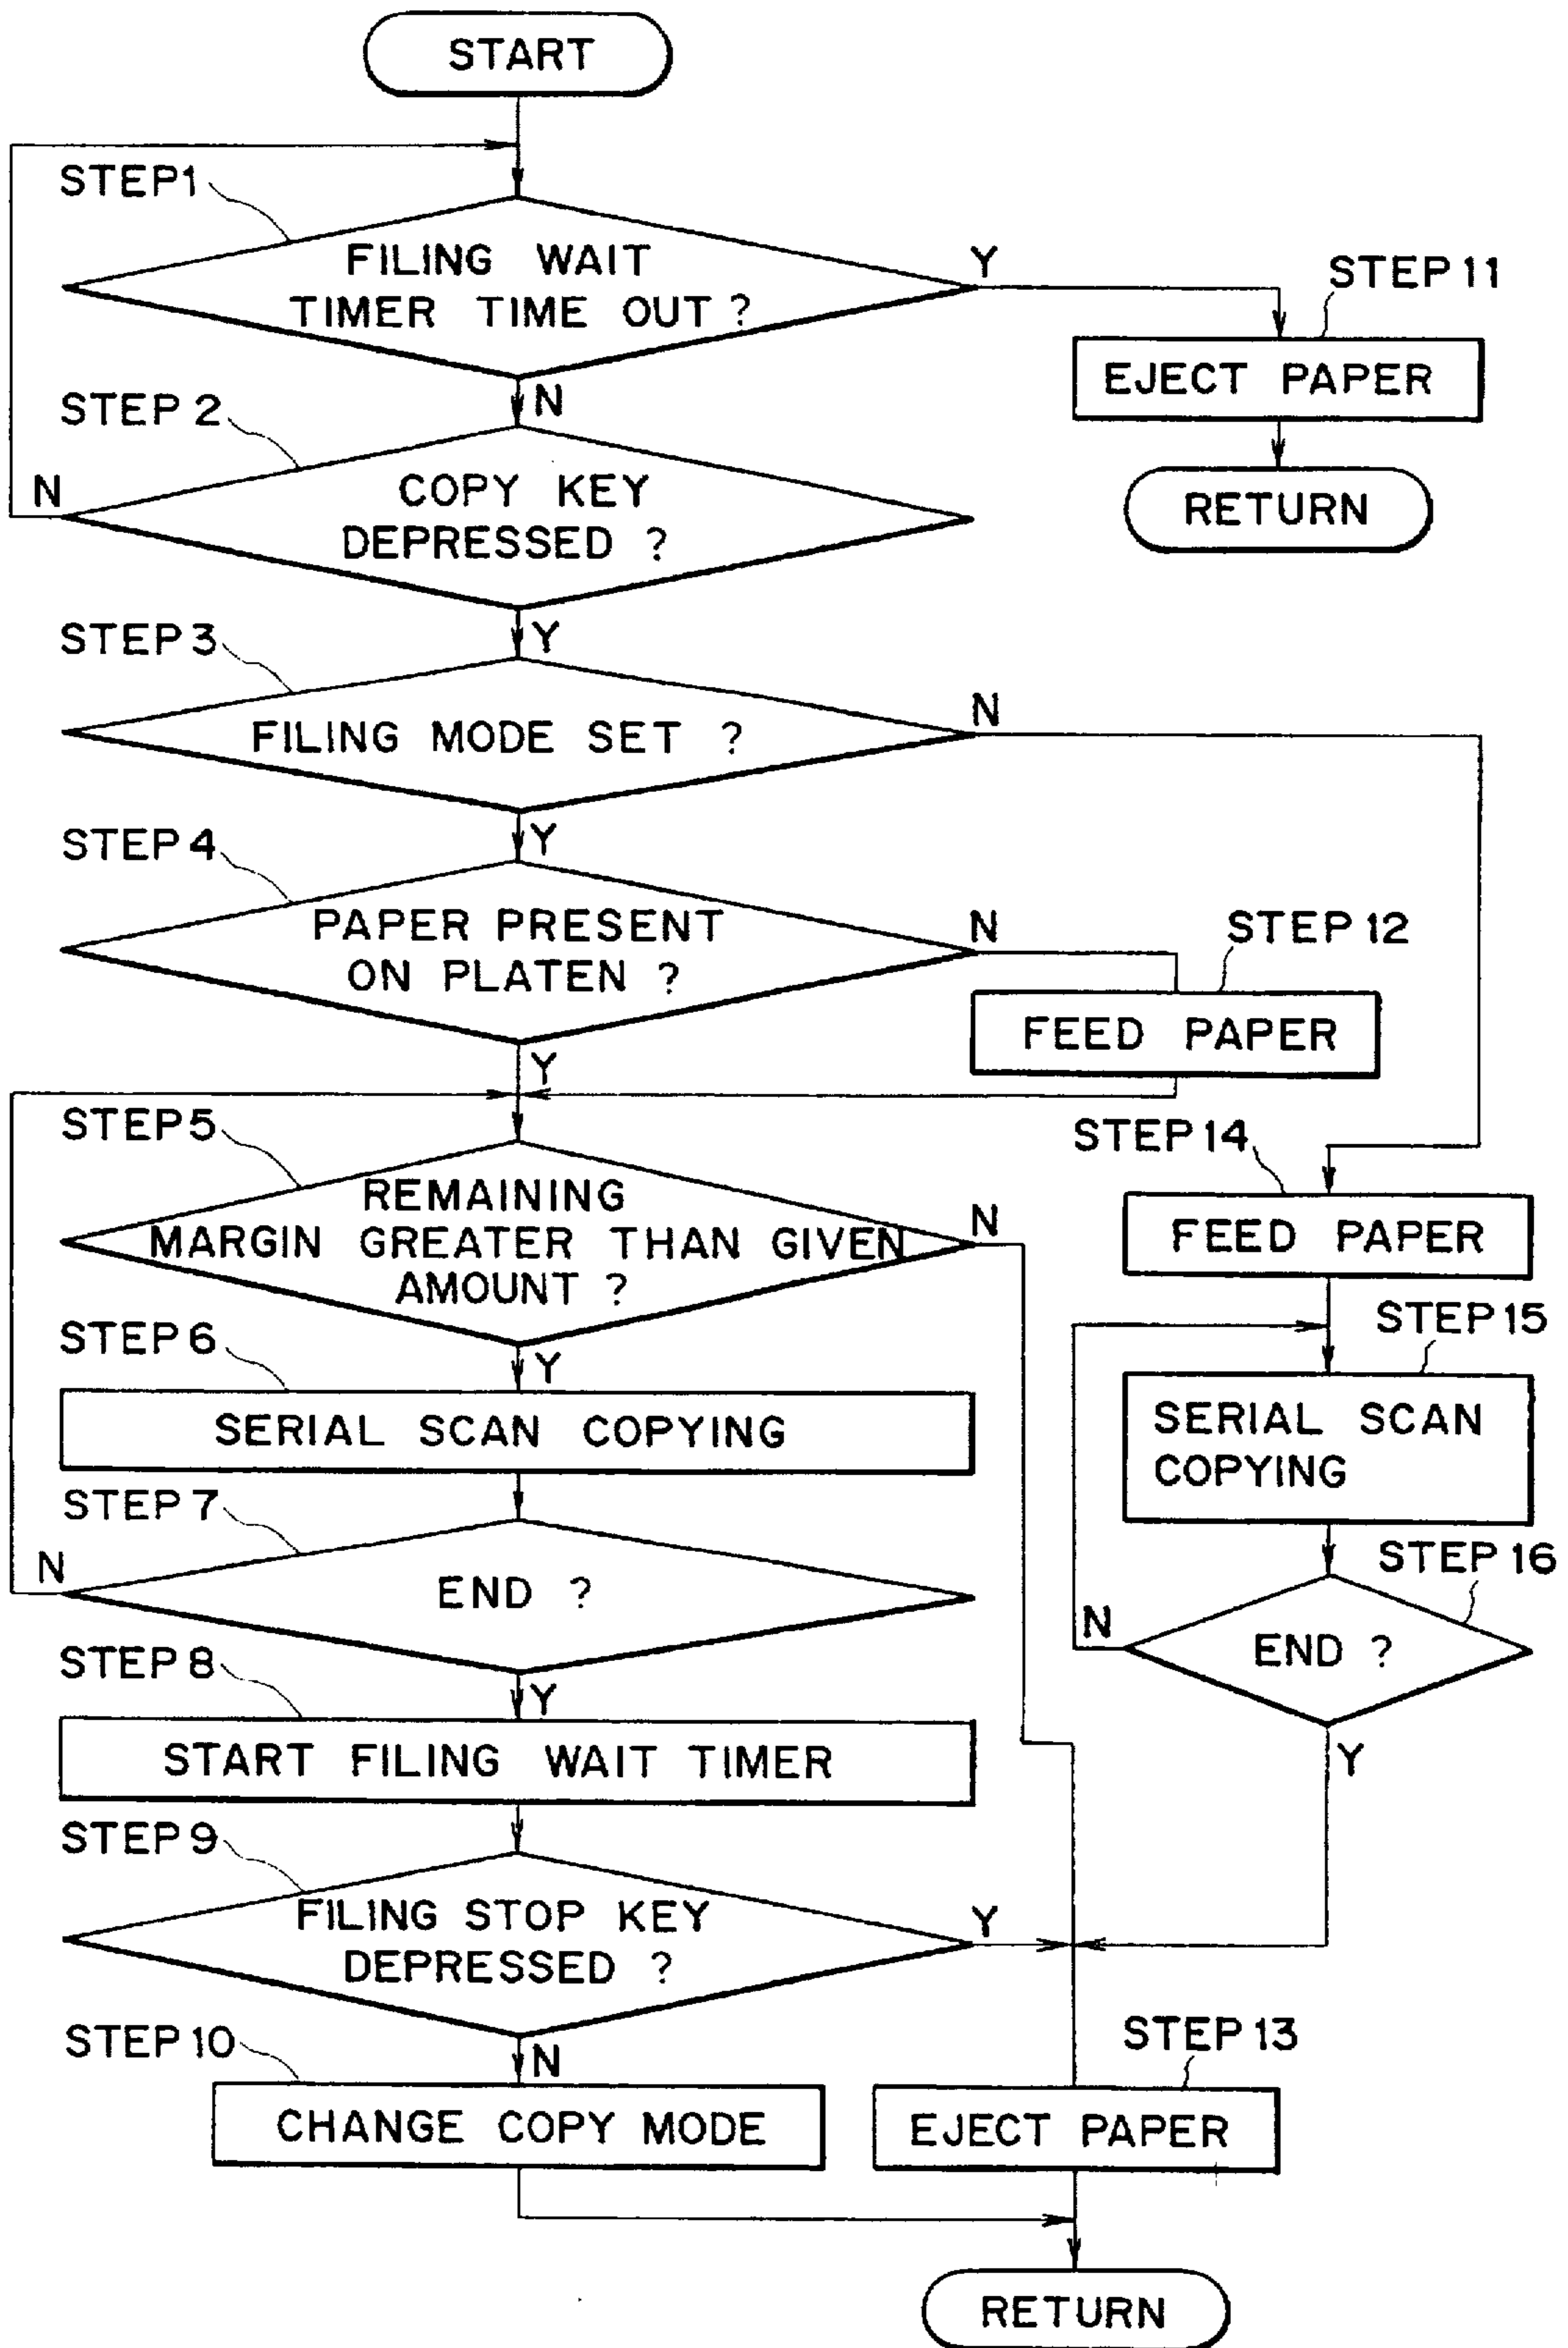 START
STEP1
FILING WAIT
TIMER TIME OUT ?
Y
STEP 11
EJECT PAPER
RETURN
N
STEP 2
N
COPY KEY
DEPRESSED ?
Y
STEP 3
FILING MODE SET ?
N
Y
STEP 4
PAPER PRESENT
ON PLATEN ?
N
STEP 12
FEED PAPER
Y
STEP 5
REMAINING
MARGIN GREATER THAN GIVEN
AMOUNT ?
N
STEP 14
FEED PAPER
Y
STEP 6
SERIAL SCAN COPYING
STEP 15
SERIAL SCAN
COPYING
STEP 7
N
END ?
STEP 16
N
END ?
Y
Y
STEP 8
START FILING WAIT TIMER
STEP 9
FILING STOP KEY
DEPRESSED ?
Y
N
STEP 10
CHANGE COPY MODE
STEP 13
EJECT PAPER
RETURN